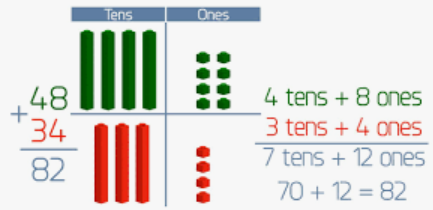 Tens Ones
48
+ 34
82
4 tens + 8 ones
3 tens + 4 ones
7 tens + 12 ones
70 + 12 = 82